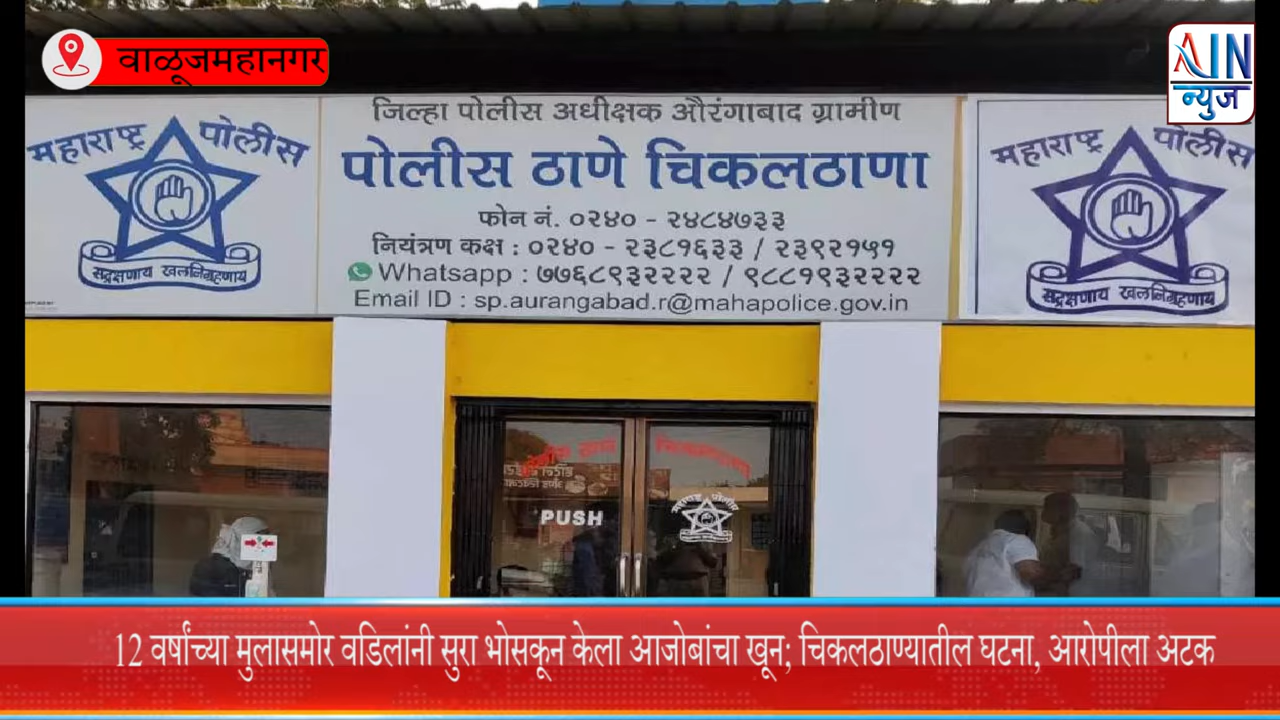 वाळूजमहानगर
AIN
न्युज
जिल्हा पोलीस अधीक्षक औरंगाबाद ग्रामीण
महाराष्ट्र पोलीस
सद्रक्षणाय खलनिग्रहणाय
पोलीस ठाणे चिकलठाणा
फोन नं. ०२४० - २४८४७३३
नियंत्रण कक्ष : ०२४० - २३८१६३३ / २३९२१५१
Whatsapp : ७७६८९३२२२२ / ९८८१९३२२२२
Email ID : sp.aurangabad.r@mahapolice.gov.in
महाराष्ट्र पोलीस
सद्रक्षणाय खलनिग्रहणाय
PUSH
महाराष्ट्र पोलीस
12 वर्षांच्या मुलासमोर वडिलांनी सुरा भोसकून केला आजोबांचा खून; चिकलठाण्यातील घटना, आरोपीला अटक